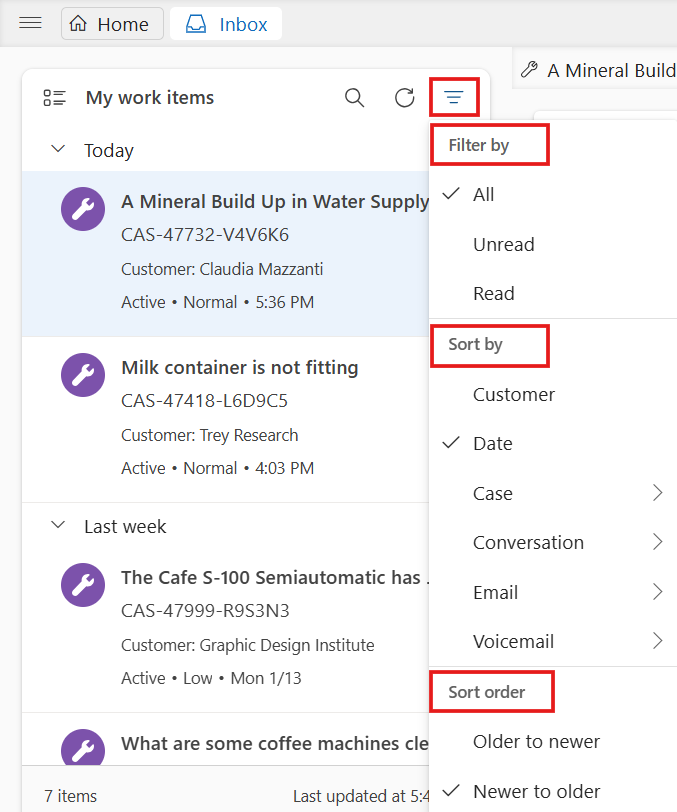 Home
Inbox
A Mineral Build
My work items
Today
A Mineral Build Up in Water Supply
CAS-47732-V4V6K6
Customer: Claudia Mazzanti
Active • Normal • 5:36 PM
Milk container is not fitting
CAS-47418-L6D9C5
Customer: Trey Research
Active • Normal • 4:03 PM
Last week
The Cafe S-100 Semiautomatic has .
CAS-47999-R9S3N3
Customer: Graphic Design Institute
Active • Low • Mon 1/13
What are some coffee machines cle
7 items
Last updated at 5:4
Filter by
All
Unread
Read
Sort by
Customer
Date
Case
Conversation
Email
Voicemail
Sort order
Older to newer
Newer to older